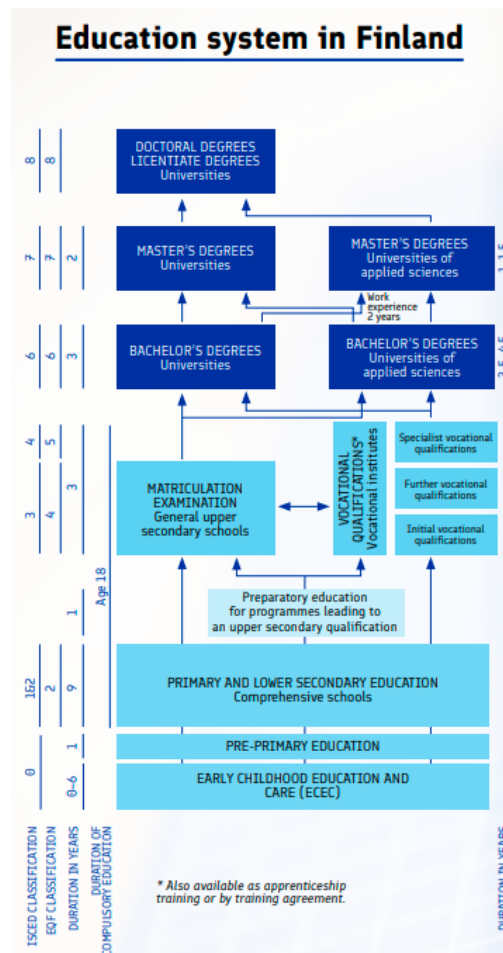 Education system in Finland
8
8
DOCTORAL DEGREES
LICENTIATE DEGREES
Universities
7
7
2
MASTER'S DEGREES
Universities
MASTER'S DEGREES
Universities of
applied sciences
Work
experience
2 years
6
6
3
BACHELOR'S DEGREES
Universities
BACHELOR'S DEGREES
Universities of
applied sciences
4
5
3
4
3
MATRICULATION
EXAMINATION
General upper
secondary schools
VOCATIONAL
QUALIFICATIONS*
Vocational institutes
Specialist vocational
qualifications
Further vocational
qualifications
Initial vocational
qualifications
Age 18
1
Preparatory education
for programmes leading to
an upper secondary qualification
1&2
2
9
PRIMARY AND LOWER SECONDARY EDUCATION
Comprehensive schools
0
1
PRE-PRIMARY EDUCATION
0–6
EARLY CHILDHOOD EDUCATION AND
CARE (ECEC)
ISCED CLASSIFICATION
EQF CLASSIFICATION
DURATION IN YEARS
DURATION OF
COMPULSORY EDUCATION
* Also available as apprenticeship
training or by training agreement.
DURATION IN YEARS